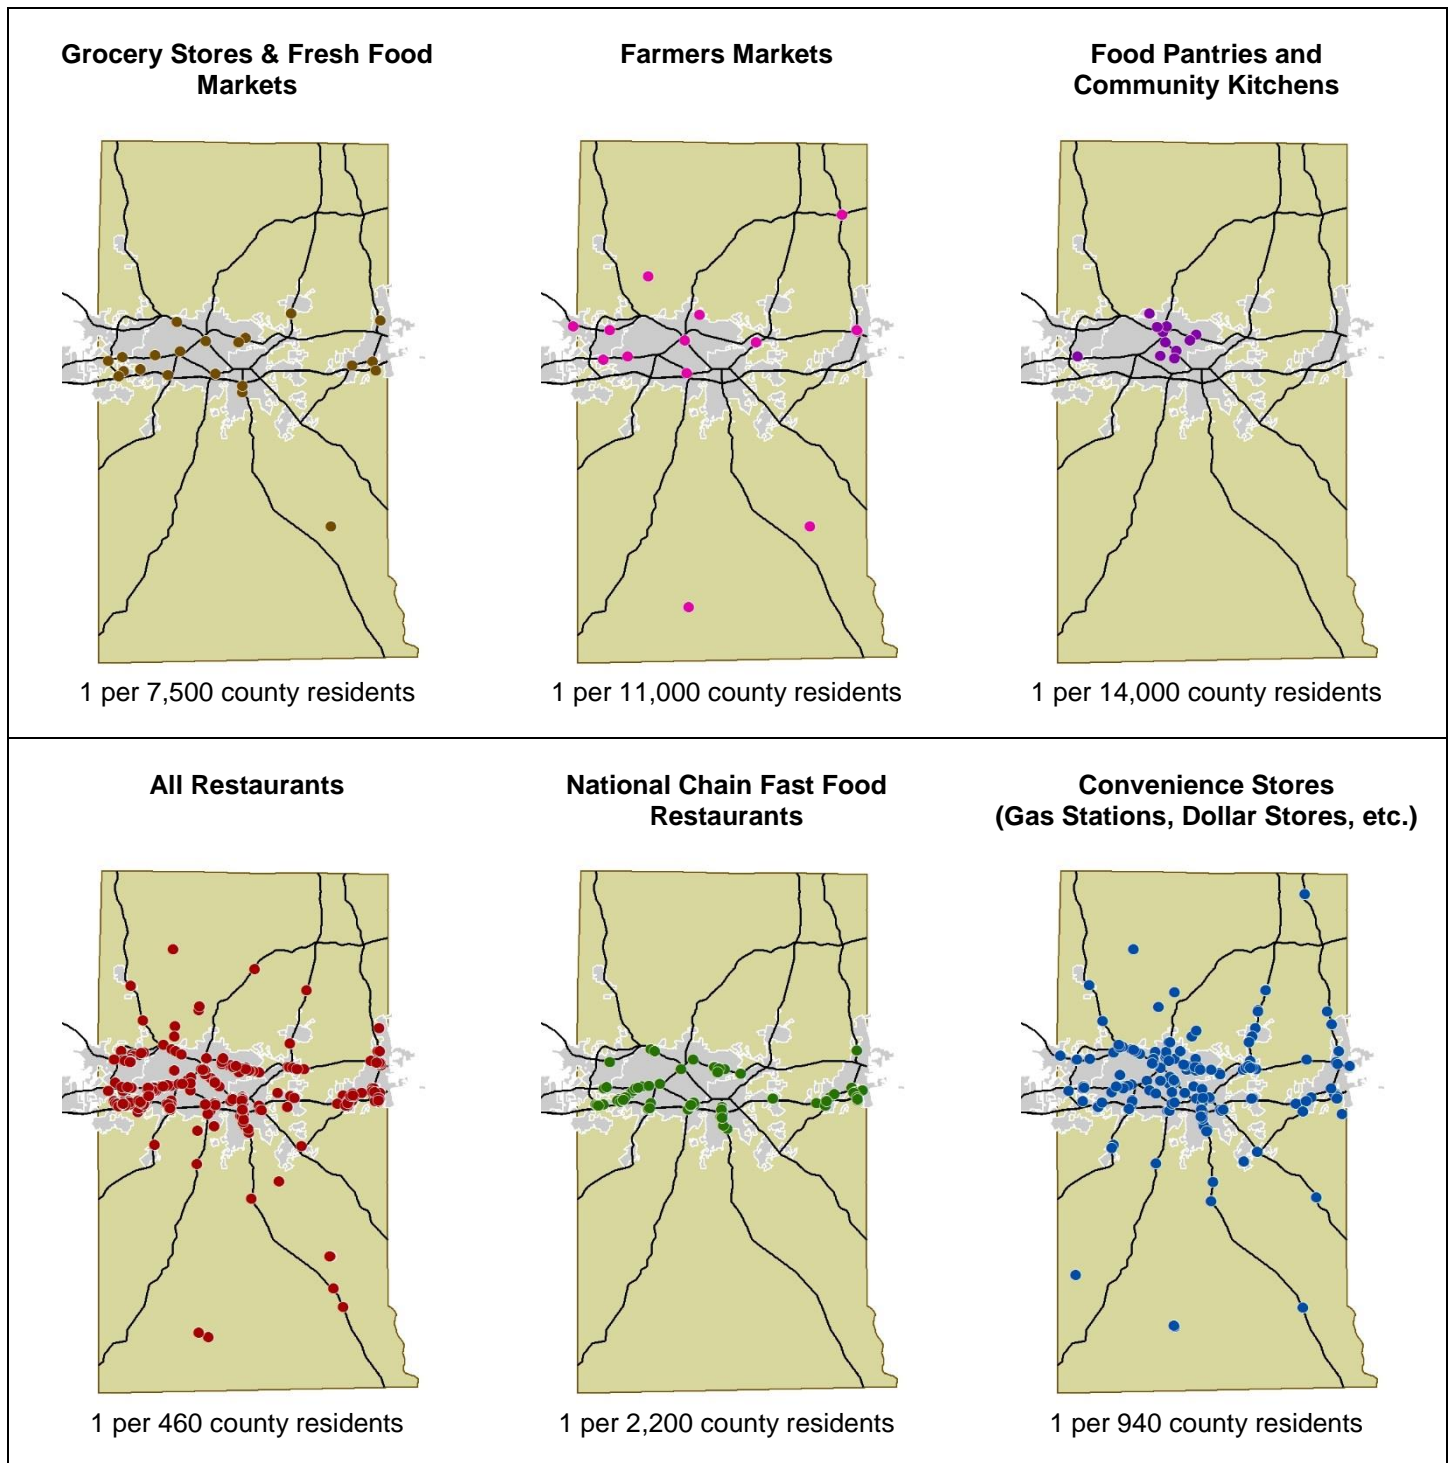 Grocery Stores & Fresh Food
Markets
Farmers Markets
Food Pantries and
Community Kitchens
1 per 7,500 county residents
1 per 11,000 county residents
1 per 14,000 county residents
All Restaurants
National Chain Fast Food
Restaurants
Convenience Stores
(Gas Stations, Dollar Stores, etc.)
1 per 460 county residents
1 per 2,200 county residents
1 per 940 county residents